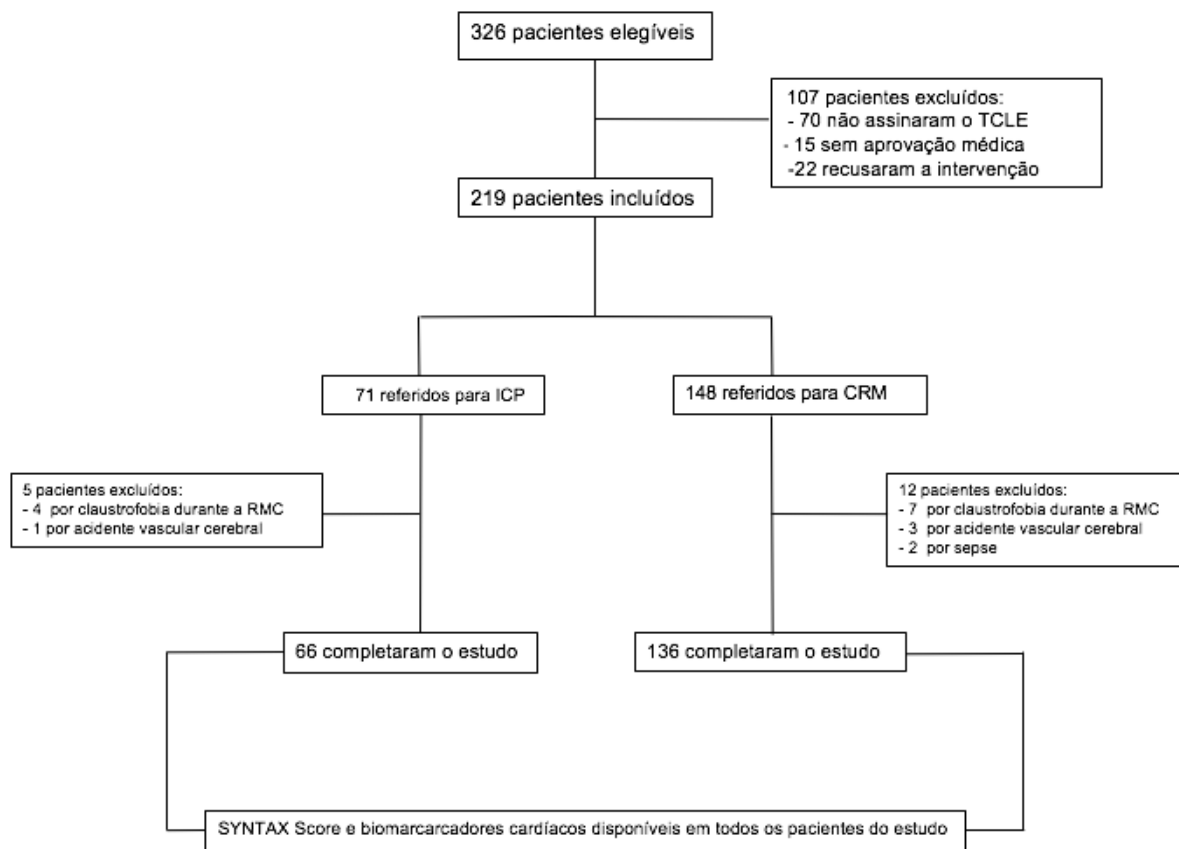 326 pacientes elegíveis
107 pacientes excluídos:
- 70 não assinaram o TCLE
- 15 sem aprovação médica
-22 recusaram a intervenção
219 pacientes incluídos
71 referidos para ICP
148 referidos para CRM
5 pacientes excluídos:
- 4 por claustrofobia durante a RMC
- 1 por acidente vascular cerebral
12 pacientes excluídos:
- 7 por claustrofobia durante a RMC
- 3 por acidente vascular cerebral
- 2 por sepse
66 completaram o estudo
136 completaram o estudo
SYNTAX Score e biomarcarcadores cardíacos disponíveis em todos os pacientes do estudo